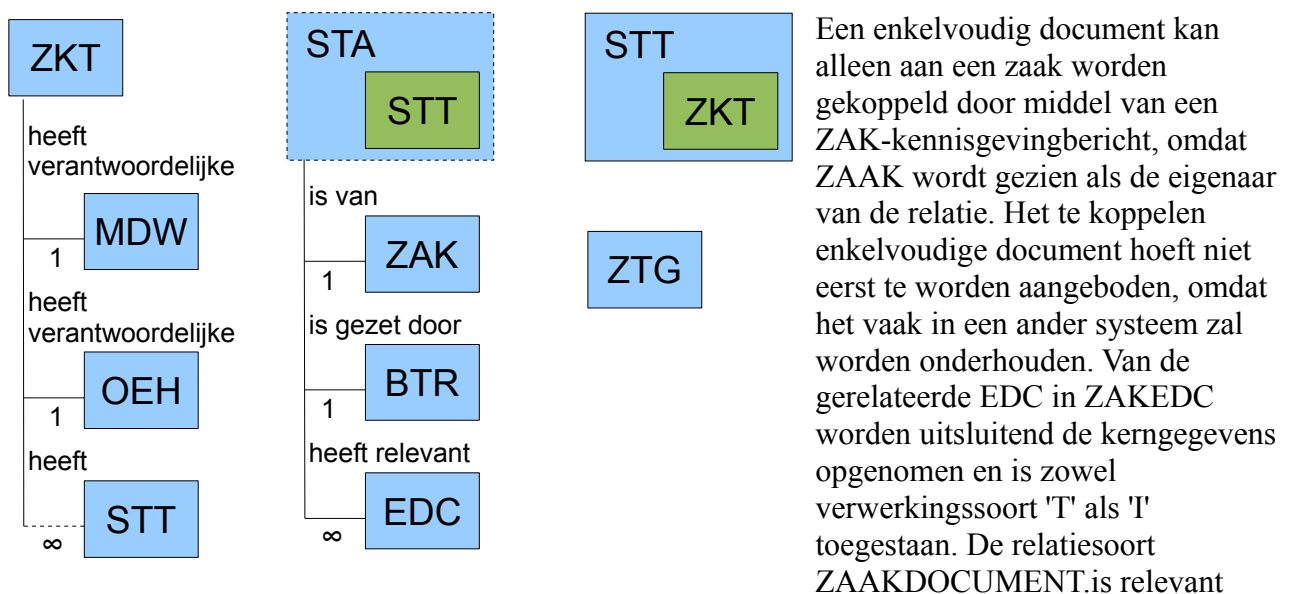 ZKT
heeft
verantwoordelijke
MDW
1
heeft
verantwoordelijke
OEH
1
heeft
STT
∞
STA
STT
is van
ZAK
1
is gezet door
BTR
1
heeft relevant
EDC
∞
STT
ZKT
ZTG
Een enkelvoudig document kan
alleen aan een zaak worden
gekoppeld door middel van een
ZAK-kennisgevingbericht, omdat
ZAAK wordt gezien als de eigenaar
van de relatie. Het te koppelen
enkelvoudige document hoeft niet
eerst te worden aangeboden, omdat
het vaak in een ander systeem zal
worden onderhouden. Van de
gerelateerde EDC in ZAKEDC
worden uitsluitend de kerngegevens
opgenomen en is zowel
verwerkingssoort 'T' als 'I'
toegestaan. De relatiesoort
ZAAKDOCUMENT.is relevant